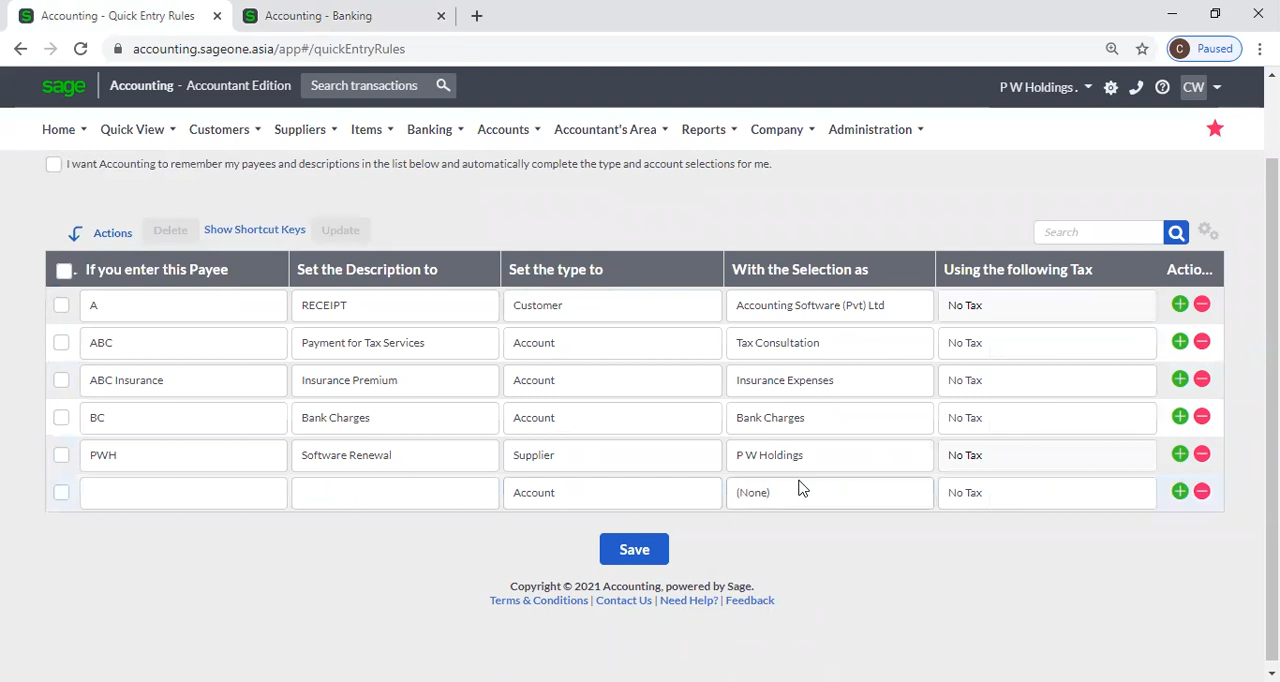 Accounting - Quick Entry Rules
Accounting - Banking
accounting.sageone.asia/app#/quickEntryRules
C Paused
sage Accounting - Accountant Edition Search transactions P W Holdings . CW
Home Quick View Customers Suppliers Items Banking Accounts Accountant's Area Reports Company Administration
I want Accounting to remember my payees and descriptions in the list below and automatically complete the type and account selections for me.
Actions Delete Show Shortcut Keys Update Search
If you enter this Payee Set the Description to Set the type to With the Selection as Using the following Tax Actio...
A RECEIPT Customer Accounting Software (Pvt) Ltd No Tax
ABC Payment for Tax Services Account Tax Consultation No Tax
ABC Insurance Insurance Premium Account Insurance Expenses No Tax
BC Bank Charges Account Bank Charges No Tax
PWH Software Renewal Supplier P W Holdings No Tax
Account (None) No Tax
Save
Copyright © 2021 Accounting, powered by Sage.
Terms & Conditions | Contact Us | Need Help? | Feedback